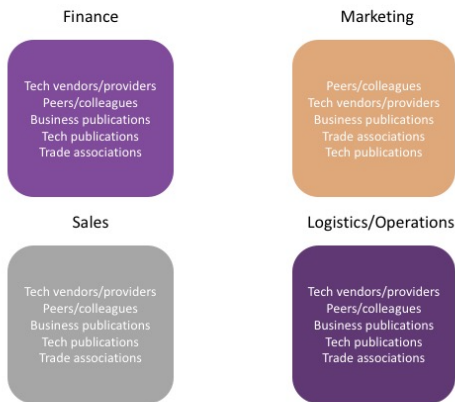 Finance
Tech vendors/providers
Peers/colleagues
Business publications
Tech publications
Trade associations
Marketing
Peers/colleagues
Tech vendors/providers
Business publications
Trade associations
Tech publications
Sales
Tech vendors/providers
Peers/colleagues
Business publications
Tech publications
Trade associations
Logistics/Operations
Tech vendors/providers
Peers/colleagues
Business publications
Tech publications
Trade associations